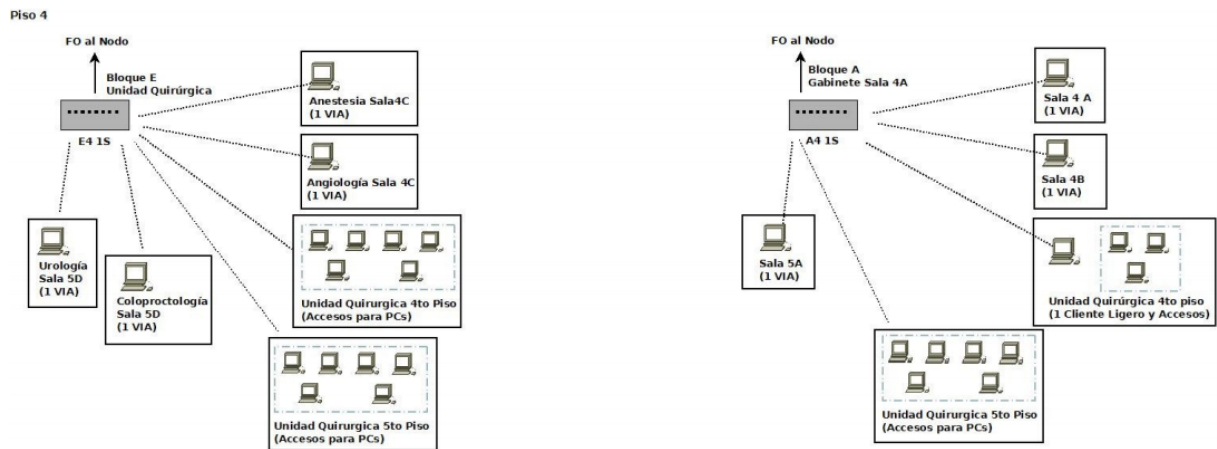 Piso 4
FO al Nodo
Bloque E
Unidad Quirúrgica
E4 1S
Anestesia Sala4C
(1 VIA)
Angiología Sala 4C
(1 VIA)
Urología
Sala 5D
(1 VIA)
Coloproctología
Sala 5D
(1 VIA)
Unidad Quirurgica 4to Piso
(Accesos para PCs)
Unidad Quirurgica 5to Piso
(Accesos para PCs)
FO al Nodo
Bloque A
Gabinete Sala 4A
A4 1S
Sala 4 A
(1 VIA)
Sala 4B
(1 VIA)
Sala 5A
(1 VIA)
Unidad Quirúrgica 4to piso
(1 Cliente Ligero y Accesos)
Unidad Quirurgica 5to Piso
(Accesos para PCs)